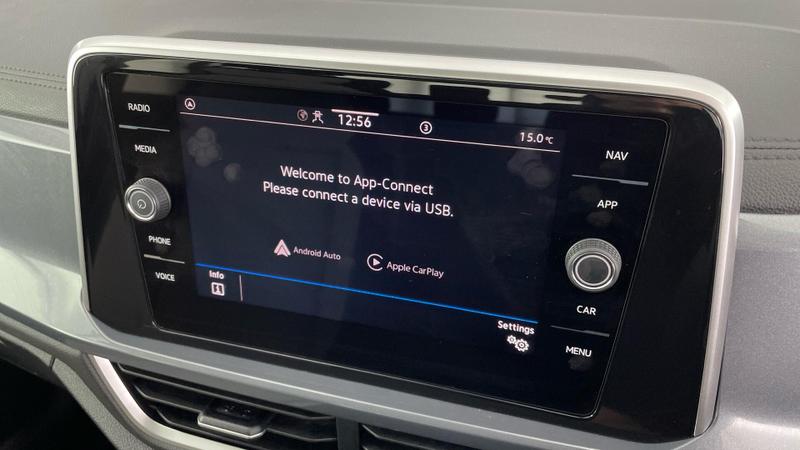 RADIO
MEDIA
PHONE
VOICE
12:56
3
15.0°C
Welcome to App-Connect
Please connect a device via USB.
Android Auto
Apple CarPlay
Info
Settings
NAV
APP
CAR
MENU